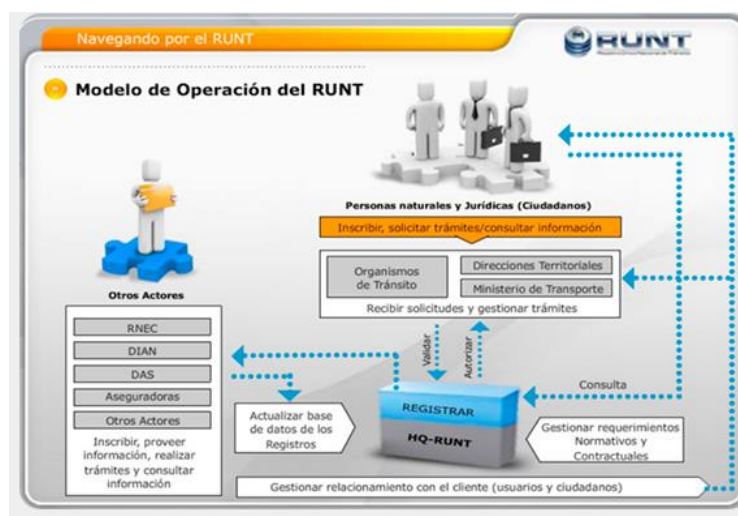 Navegando por el RUNT
RUNT
Modelo de Operación del RUNT
Personas naturales y Jurídicas (Ciudadanos)
Inscribir, solicitar trámites/consultar información
Organismos
de Tránsito
Direcciones Territoriales
Ministerio de Transporte
Recibir solicitudes y gestionar trámites
Otros Actores
RNEC
DIAN
DAS
Aseguradoras
Otros Actores
Inscribir, proveer
información, realizar
trámites y consultar
información
Validar
Autorizar
Consulta
Actualizar base
de datos de los
Registros
REGISTRAR
HQ-RUNT
Gestionar requerimientos
Normativos y
Contractuales
Gestionar relacionamiento con el cliente (usuarios y ciudadanos)